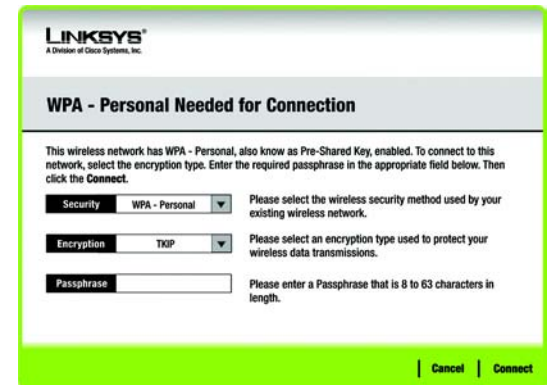 LINKSYS®
A Division of Cisco Systems, Inc.
WPA - Personal Needed for Connection
This wireless network has WPA - Personal, also know as Pre-Shared Key, enabled. To connect to this
network, select the encryption type. Enter the required passphrase in the appropriate field below. Then
click the Connect.
Security WPA - Personal Please select the wireless security method used by your
existing wireless network.
Encryption TKIP Please select an encryption type used to protect your
wireless data transmissions.
Passphrase Please enter a Passphrase that is 8 to 63 characters in
length.
Cancel Connect